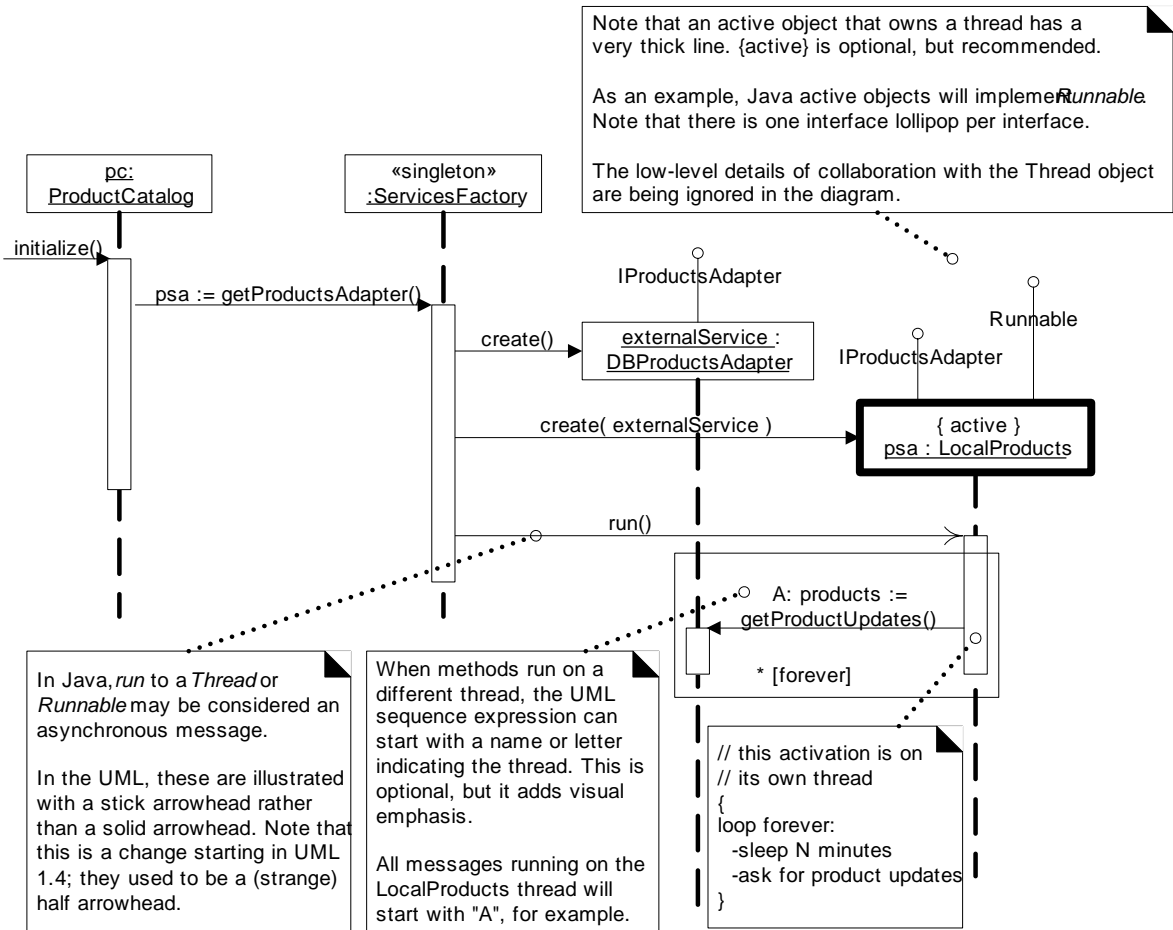 Note that an active object that owns a thread has a
very thick line. {active} is optional, but recommended.
As an example, Java active objects will implement Runnable.
Note that there is one interface lollipop per interface.
The low-level details of collaboration with the Thread object
are being ignored in the diagram.
pc:
ProductCatalog
«singleton»
:ServicesFactory
initialize()
psa := getProductsAdapter()
IProductsAdapter
Runnable
create()
externalService :
DBProductsAdapter
IProductsAdapter
create( externalService )
{ active }
psa : LocalProducts
run()
A: products :=
getProductUpdates()
* [forever]
In Java, run to a Thread or
Runnable may be considered an
asynchronous message.
In the UML, these are illustrated
with a stick arrowhead rather
than a solid arrowhead. Note that
this is a change starting in UML
1.4; they used to be a (strange)
half arrowhead.
When methods run on a
different thread, the UML
sequence expression can
start with a name or letter
indicating the thread. This is
optional, but it adds visual
emphasis.
All messages running on the
LocalProducts thread will
start with "A", for example.
// this activation is on
// its own thread
{
loop forever:
-sleep N minutes
-ask for product updates
}